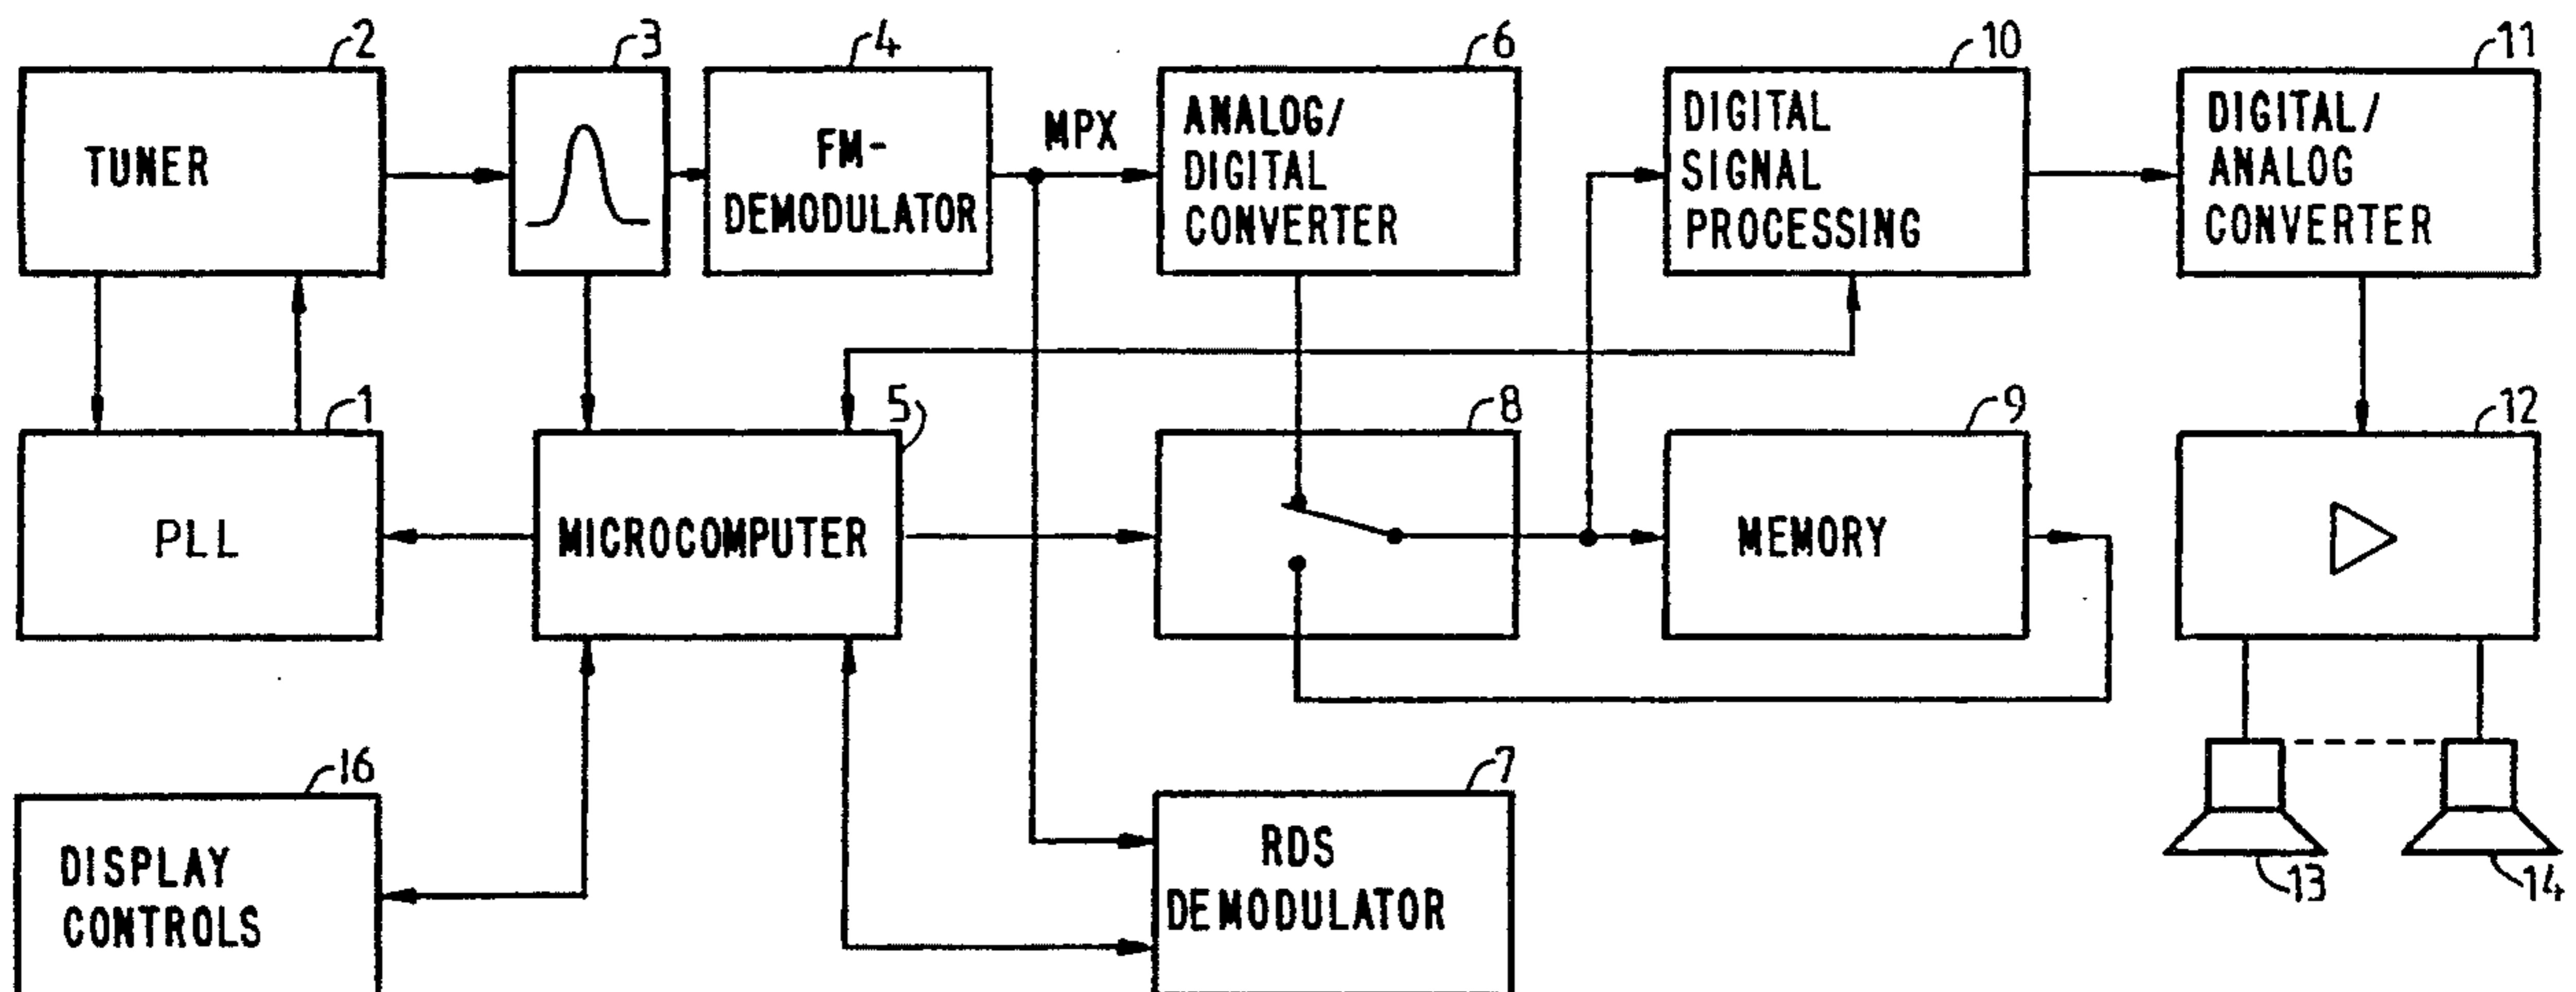 2
TUNER
3
4
FM-
DEMODULATOR
MPX
6
ANALOG/
DIGITAL
CONVERTER
10
DIGITAL
SIGNAL
PROCESSING
11
DIGITAL/
ANALOG
CONVERTER
1
PLL
5
MICROCOMPUTER
8
9
MEMORY
12
16
DISPLAY
CONTROLS
7
RDS
DEMODULATOR
13
14